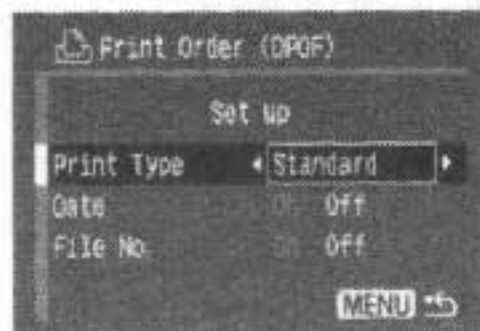 Print Order (DPOF)
Set up
Print Type Standard
Date On Off
File No. On Off
MENU